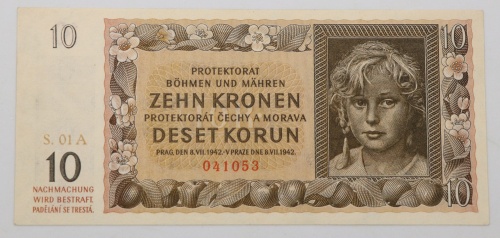 10
10
PROTEKTORAT
BÖHMEN UND MÄHREN
ZEHN KRONEN
PROTEKTORÁT ČECHY A MORAVA
DESET KORUN
PRAG, DEN 8.VII.1942.-V PRAZE DNE 8.VII.1942.
041053
S. 01A
10
NACHMACHUNG
WIRD BESTRAFT.
PADĚLÁNÍ SE TRESTÁ.
10